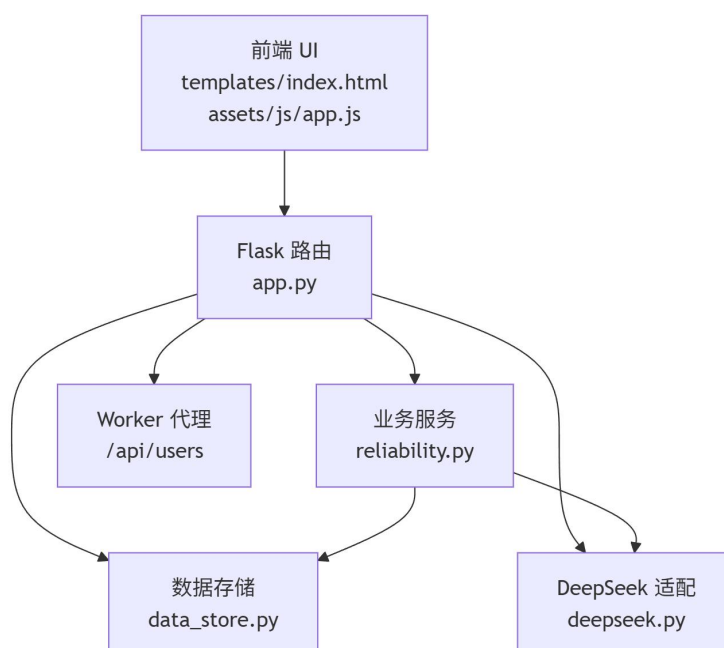 前端 UI
templates/index.html
assets/js/app.js
Flask 路由
app.py
Worker 代理
/api/users
业务服务
reliability.py
数据存储
data_store.py
DeepSeek 适配
deepseek.py